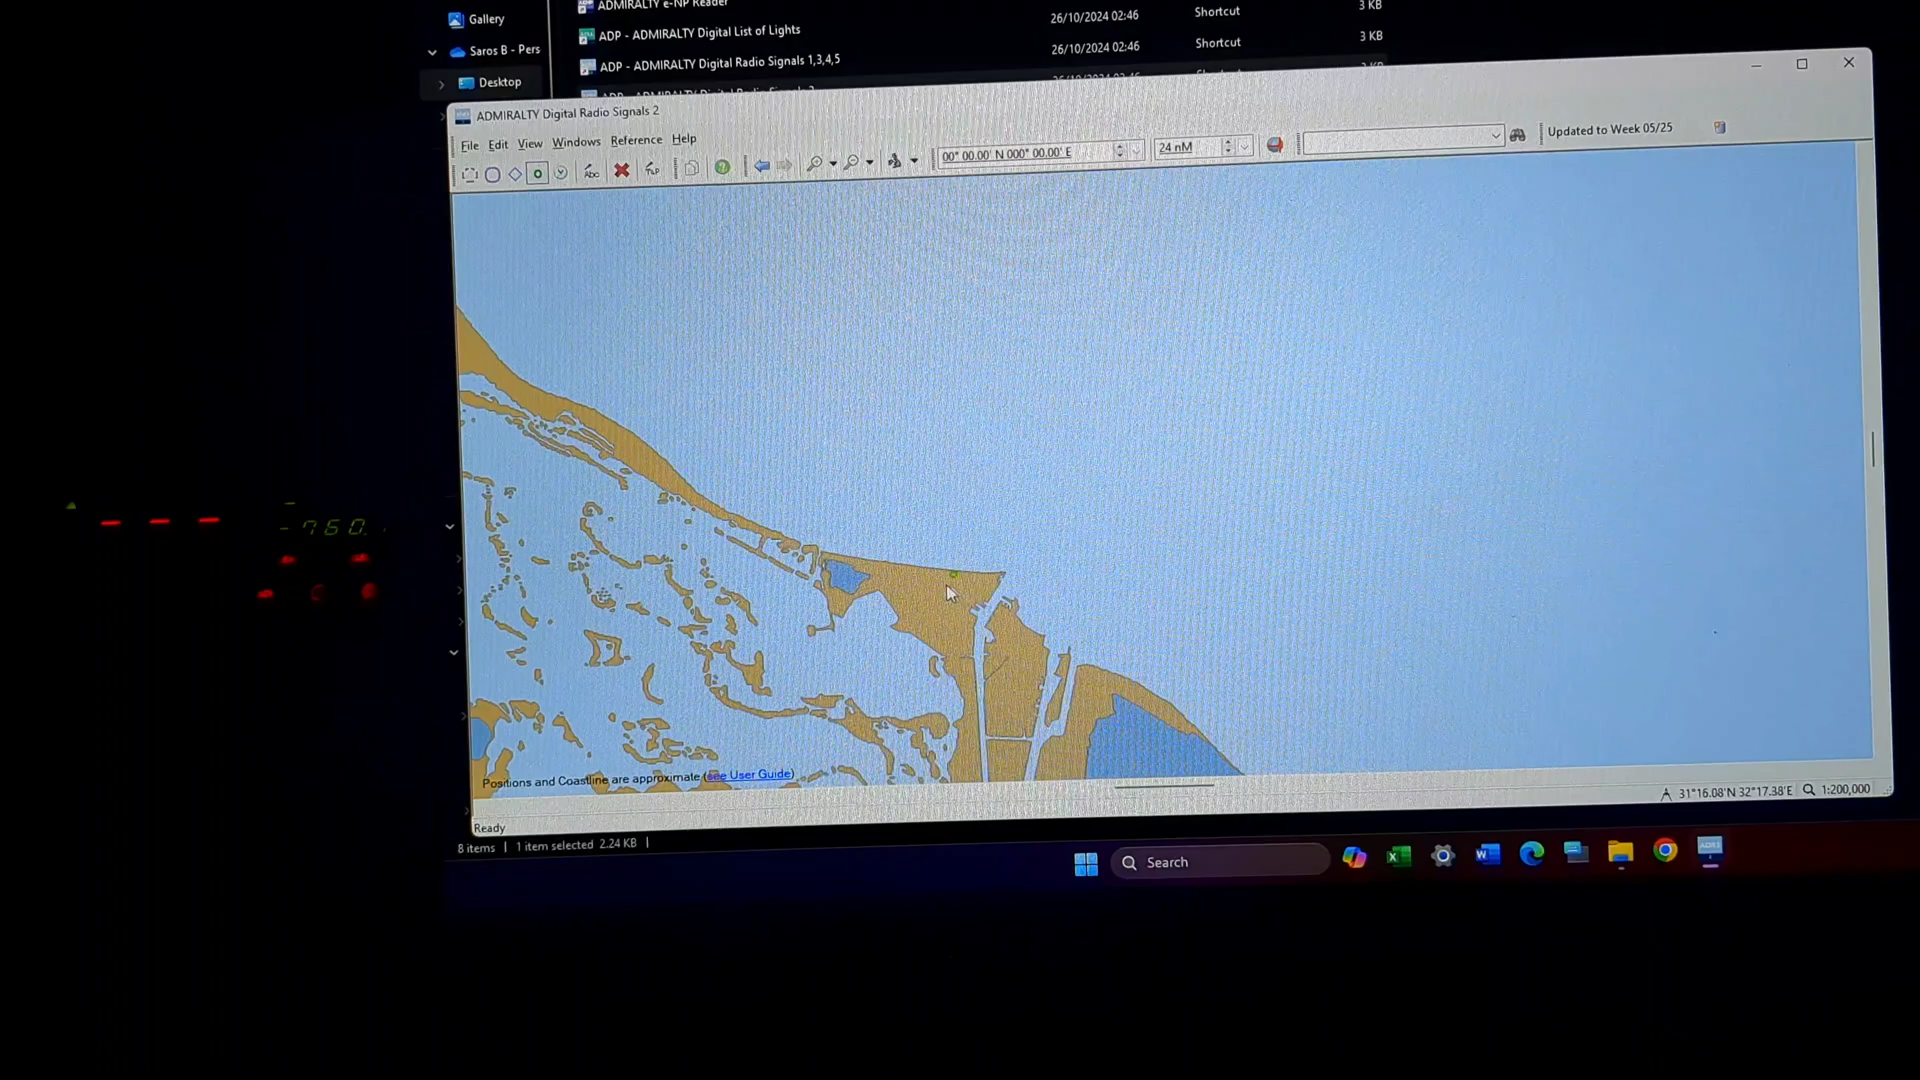 Gallery
ADMIRALTY e-NP Reader
3 KB
26/10/2024 02:46
Shortcut
Saros B - Pers
ADP - ADMIRALTY Digital List of Lights
3 KB
26/10/2024 02:46
Shortcut
Desktop
ADP - ADMIRALTY Digital Radio Signals 1,3,4,5
ADMIRALTY Digital Radio Signals 2
File Edit View Windows Reference Help
00° 00.00' N 000° 00.00' E
24 nM
Updated to Week 05/25
Abc
-760.
Positions and Coastline are approximate (see User Guide)
31°16.08'N 32°17.38'E
1:200,000
Ready
8 items | 1 item selected 2.24 KB |
Search